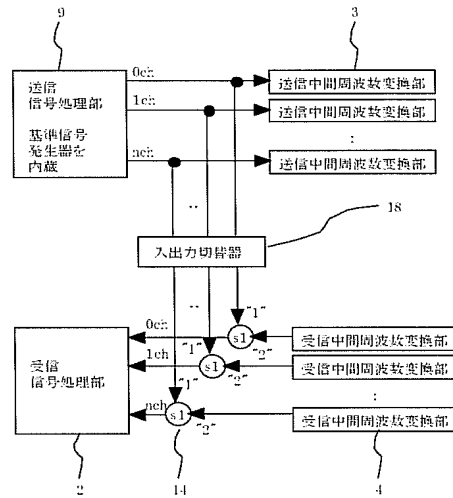 9
3
0ch
送信
信号処理部
基準信号
発生器を
内蔵
1ch
nch
送信中間周波数変換部
送信中間周波数変換部
:
送信中間周波数変換部
..
18
入出力切替器
..
"1"
0ch
s1
"2"
受信中間周波数変換部
受信
信号処理部
"1"
1ch
s1
"2"
受信中間周波数変換部
"1"
:
nch
s1
"2"
受信中間周波数変換部
2
14
4